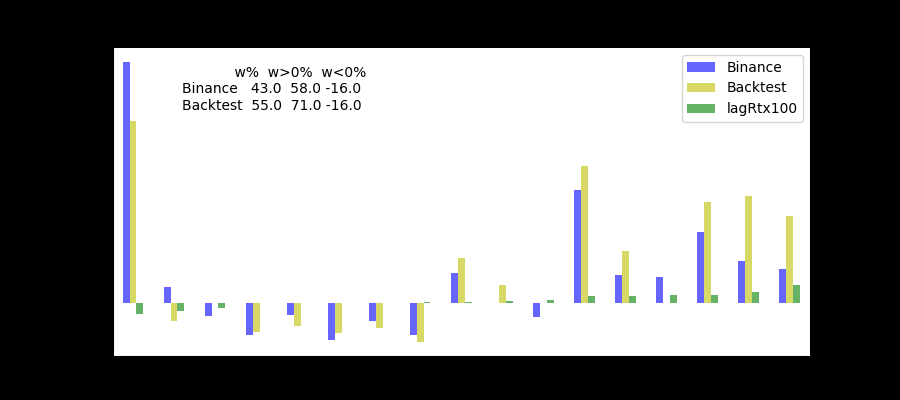 w% w>0% w<0%
Binance 43.0 58.0 -16.0
Backtest 55.0 71.0 -16.0
Binance
Backtest
lagRtx100